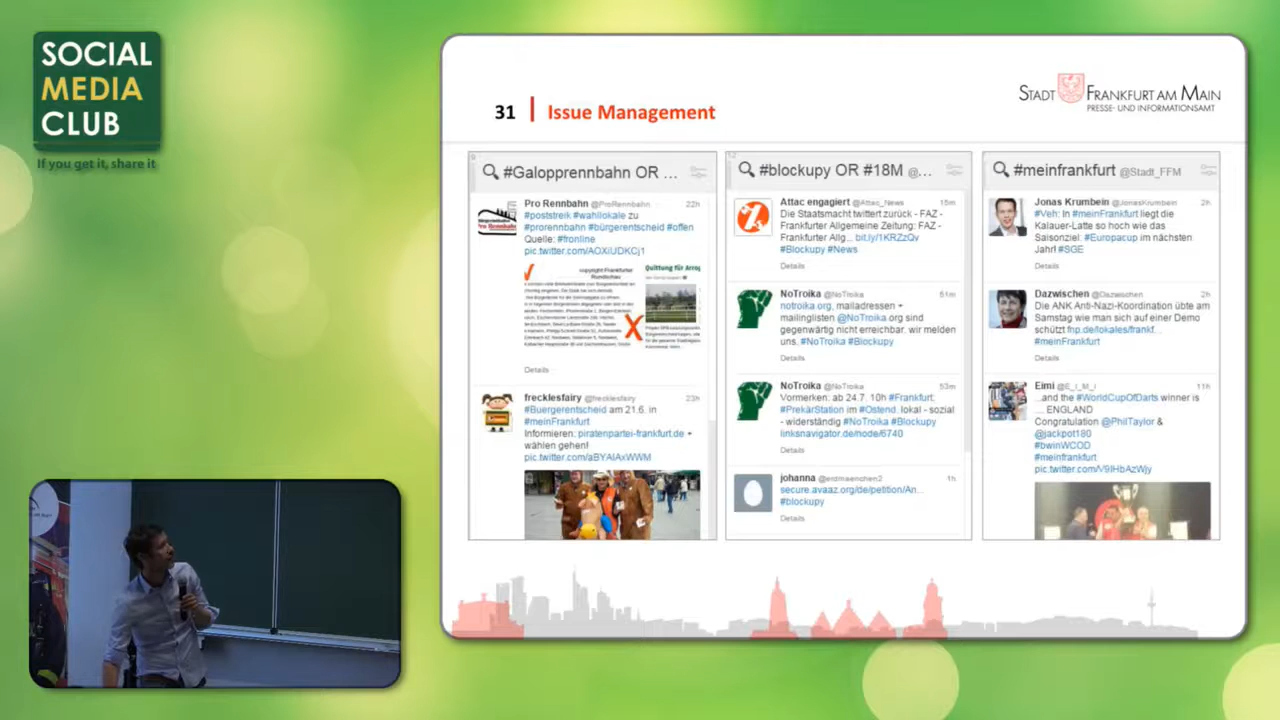 SOCIAL
MEDIA
CLUB
If you get it, share it
31 Issue Management
STADT FRANKFURT AM MAIN
PRESSE- UND INFORMATIONSAMT
#Galopprennbahn OR ...
Pro Rennbahn @ProRennbahn 22h
#poststreik #wahllokale zu
#prorennbahn #bürgerentscheid #offen
Quelle: #fronline
pic.twitter.com/AOXiUDKCj1
copyright Frankfurter
Rundschau
Quittung für Arrog
Details
frecklesfairy @hecklesfairy 23h
#Buergerentscheid am 21.6. in
#meinFrankfurt
Informieren: piratenpartei-frankfurt.de +
wählen gehen!
pic.twitter.com/aBYAIAxWWM
#blockupy OR #18M @...
Attac engagiert @Attac_News 15m
Die Staatsmacht twittert zurück - FAZ -
Frankfurter Allgemeine Zeitung: FAZ -
Frankfurter Allg... bit.ly/1KRZzQv
#Blockupy #News
Details
NoTroika @NoTroika 51m
notroika.org, mailadressen +
mailinglisten @NoTroika.org sind
gegenwärtig nicht erreichbar. wir melden
uns. #NoTroika #Blockupy
Details
NoTroika @NoTroika 53m
Vormerken: ab 24.7. 10h #Frankfurt:
#PrekärStation im #Ostend. lokal - sozial
- widerständig #NoTroika #Blockupy
linksnavigator.de/node/6740
Details
johanna @erdmaenchen2 1h
secure.avaaz.org/de/petition/An...
#blockupy
Details
#meinfrankfurt @Stadt_FFM
Jonas Krumbein @JonasKrumbein 2h
#Veh: In #meinFrankfurt liegt die
Kalauer-Latte so hoch wie das
Saisonziel: #Europacup im nächsten
Jahr! #SGE
Details
Dazwischen @Dazwischen 2h
Die ANK Anti-Nazi-Koordination übte am
Samstag wie man sich auf einer Demo
schützt fnp.de/lokales/frankf...
#meinFrankfurt
Details
Eimi @E_I_M_I 11h
...and the #WorldCupOfDarts winner is
.... ENGLAND
Congratulation @PhilTaylor &
@jackpot180
#bwinWCOD
#meinfrankfurt
pic.twitter.com/V9IHbAzWjy